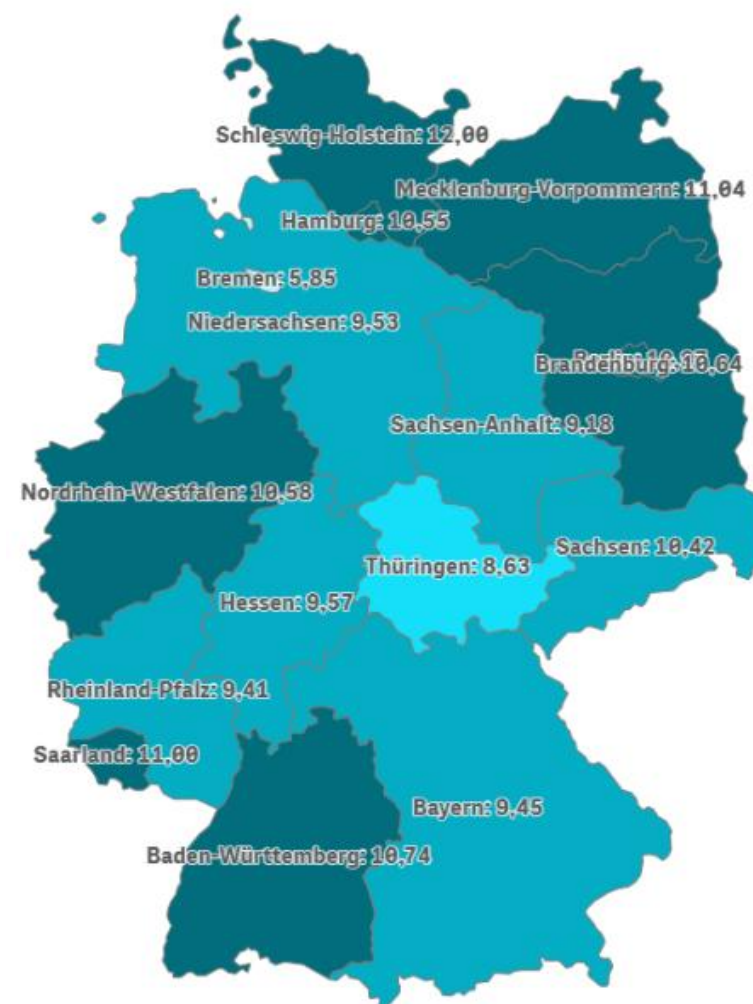 Schleswig-Holstein: 12,00
Mecklenburg-Vorpommern: 11,04
Hamburg: 10,55
Bremen: 5,85
Niedersachsen: 9,53
Brandenburg: 10,64
Sachsen-Anhalt: 9,18
Nordrhein-Westfalen: 10,58
Sachsen: 10,42
Thüringen: 8,63
Hessen: 9,57
Rheinland-Pfalz: 9,41
Saarland: 11,00
Bayern: 9,45
Baden-Württemberg: 10,74